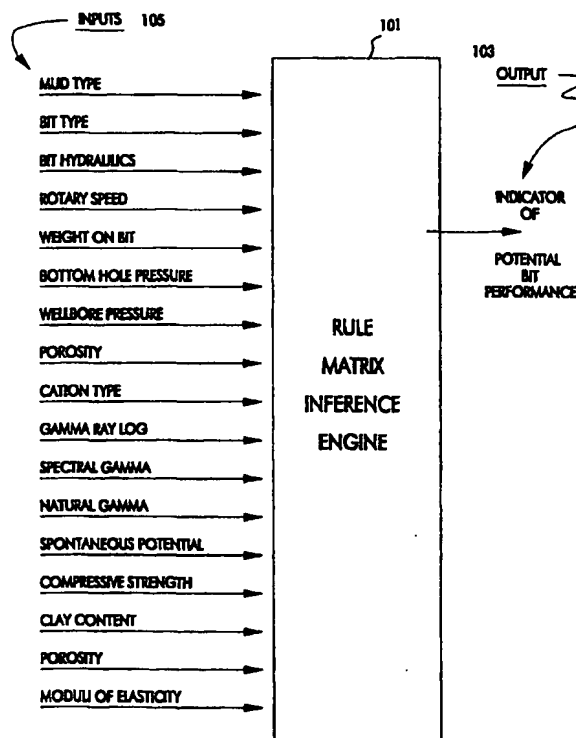 INPUTS 105
101
103
OUTPUT
MUD TYPE
BIT TYPE
BIT HYDRAULICS
ROTARY SPEED
WEIGHT ON BIT
BOTTOM HOLE PRESSURE
WELLBORE PRESSURE
POROSITY
CATION TYPE
GAMMA RAY LOG
SPECTRAL GAMMA
NATURAL GAMMA
SPONTANEOUS POTENTIAL
COMPRESSIVE STRENGTH
CLAY CONTENT
POROSITY
MODULI OF ELASTICITY
RULE
MATRIX
INFERENCE
ENGINE
INDICATOR
OF
POTENTIAL
BIT
PERFORMANCE